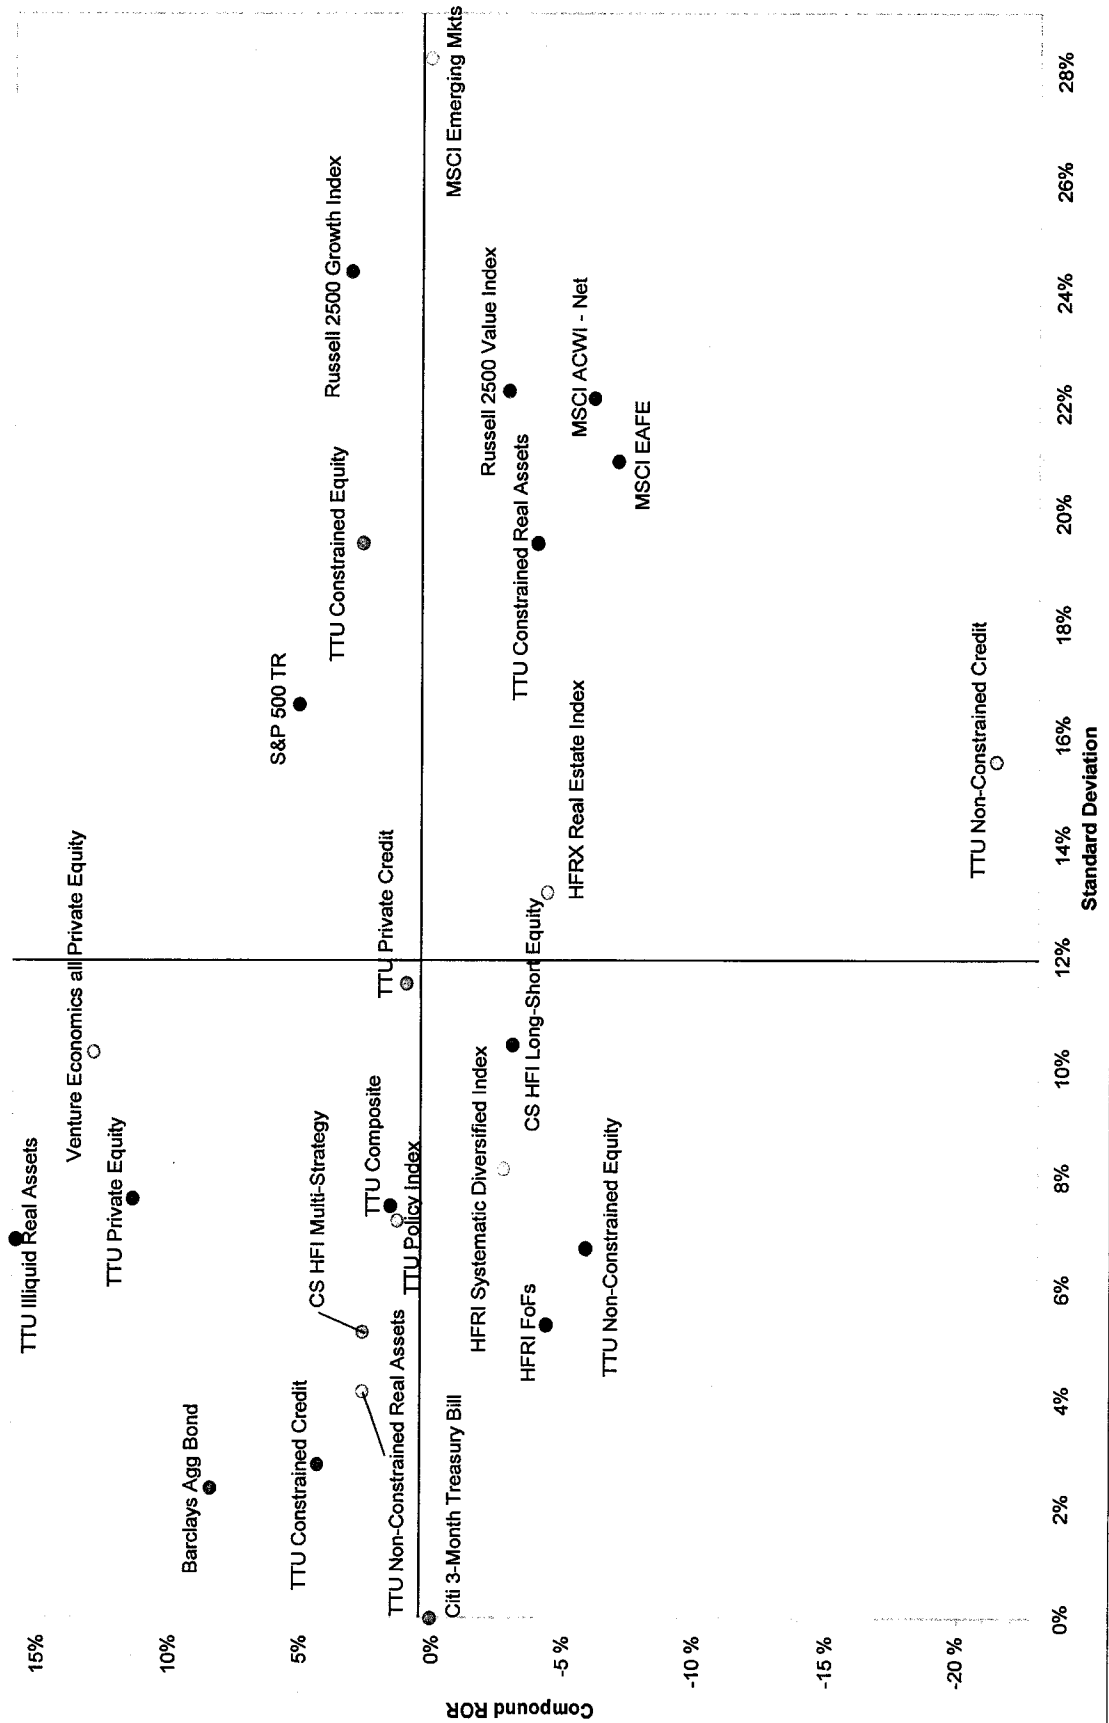 Compound ROR
15%
10%
5%
0%
-5 %
-10 %
-15 %
-20 %
TTU Illiquid Real Assets
Venture Economics all Private Equity
TTU Private Equity
Barclays Agg Bond
S&P 500 TR
TTU Constrained Credit
CS HFI Multi-Strategy
TTU Constrained Equity
Russell 2500 Growth Index
TTU Composite
TTU Private Credit
TTU Non-Constrained Real Assets
TTU Policy Index
Citi 3-Month Treasury Bill
MSCI Emerging Mkts
HFRI Systematic Diversified Index
Russell 2500 Value Index
HFRI FoFs
CS HFI Long-Short Equity
TTU Constrained Real Assets
HFRX Real Estate Index
MSCI ACWI - Net
TTU Non-Constrained Equity
MSCI EAFE
TTU Non-Constrained Credit
0%
2%
4%
6%
8%
10%
12%
14%
16%
18%
20%
22%
24%
26%
28%
Standard Deviation